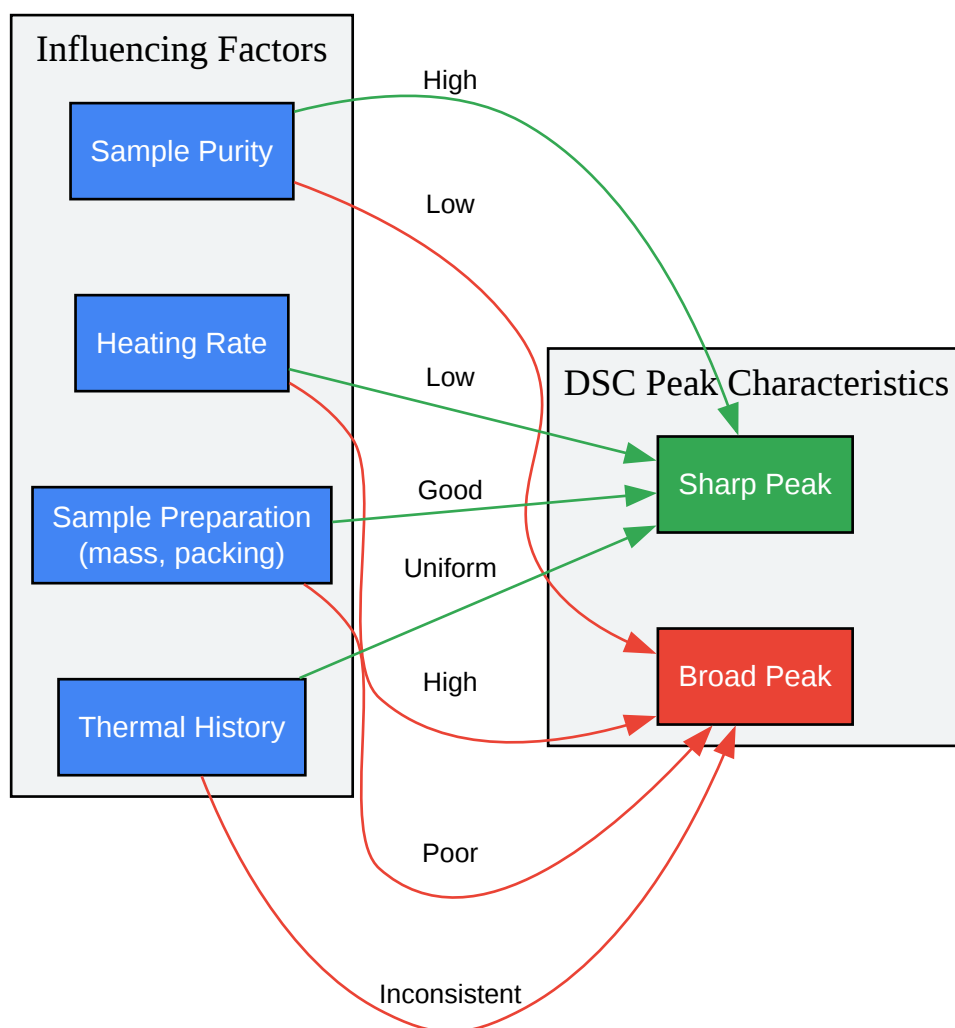 Influencing Factors
High
Sample Purity
Low
Heating Rate
Low
DSC Peak Characteristics
Sharp Peak
Good
Sample Preparation
(mass, packing)
Uniform
High
Broad Peak
Thermal History
Poor
Inconsistent